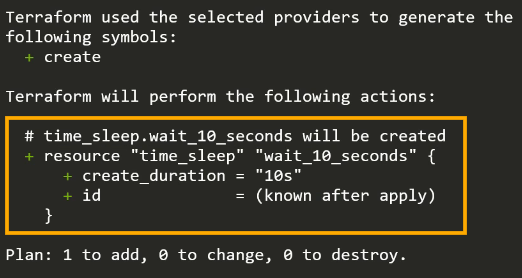 Terraform used the selected providers to generate the
following symbols:
  + create
Terraform will perform the following actions:
  # time_sleep.wait_10_seconds will be created
  + resource "time_sleep" "wait_10_seconds" {
      + create_duration = "10s"
      + id              = (known after apply)
    }
Plan: 1 to add, 0 to change, 0 to destroy.